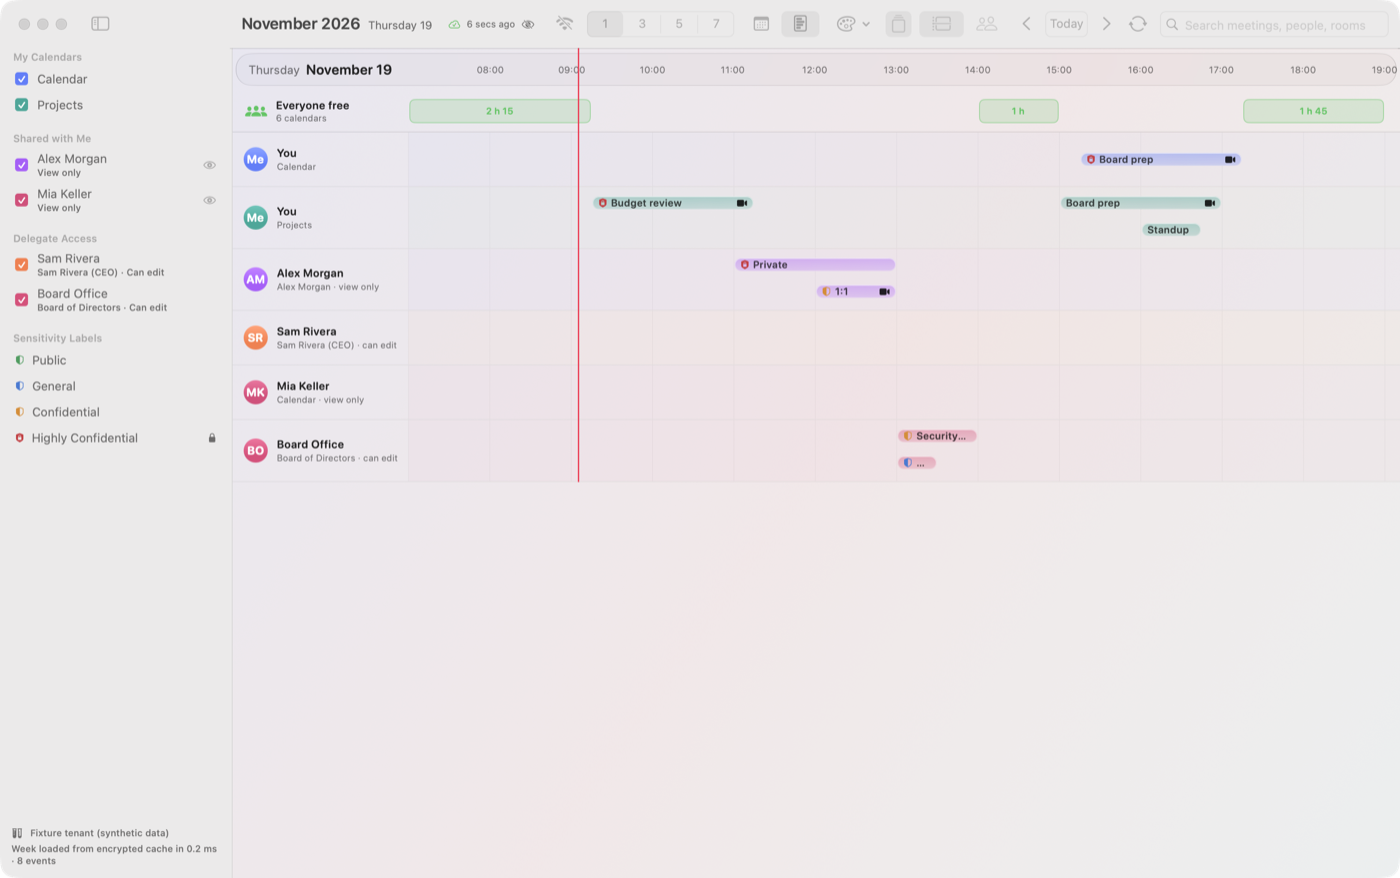 November 2026 Thursday 19 6 secs ago 1 3 5 7 Today Search meetings, people, rooms
My Calendars
Calendar
Projects
Shared with Me
Alex Morgan
View only
Mia Keller
View only
Delegate Access
Sam Rivera
Sam Rivera (CEO) · Can edit
Board Office
Board of Directors · Can edit
Sensitivity Labels
Public
General
Confidential
Highly Confidential
Fixture tenant (synthetic data)
Week loaded from encrypted cache in 0.2 ms
· 8 events
Thursday November 19 08:00 09:00 10:00 11:00 12:00 13:00 14:00 15:00 16:00 17:00 18:00 19:00
Everyone free
6 calendars
2 h 15 1 h 1 h 45
Me You
Calendar
Board prep
Me You
Projects
Budget review Board prep
Standup
AM Alex Morgan
Alex Morgan · view only
Private
1:1
SR Sam Rivera
Sam Rivera (CEO) · can edit
MK Mia Keller
Calendar · view only
BO Board Office
Board of Directors · can edit
Security...
...